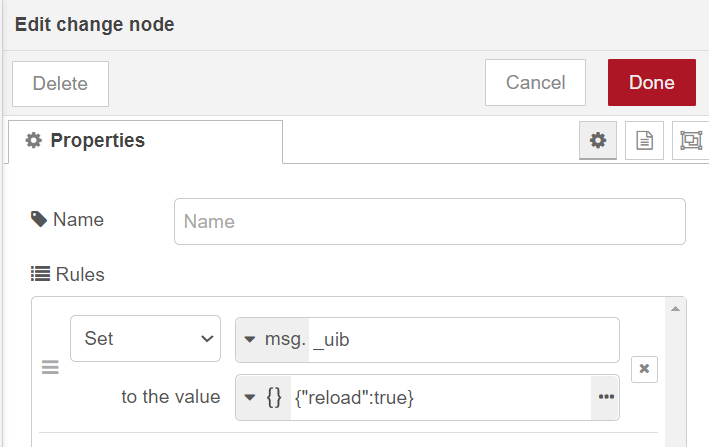 Edit change node
Delete Cancel Done
Properties
Name Name
Rules
Set msg. _uib
to the value {} {"reload":true}